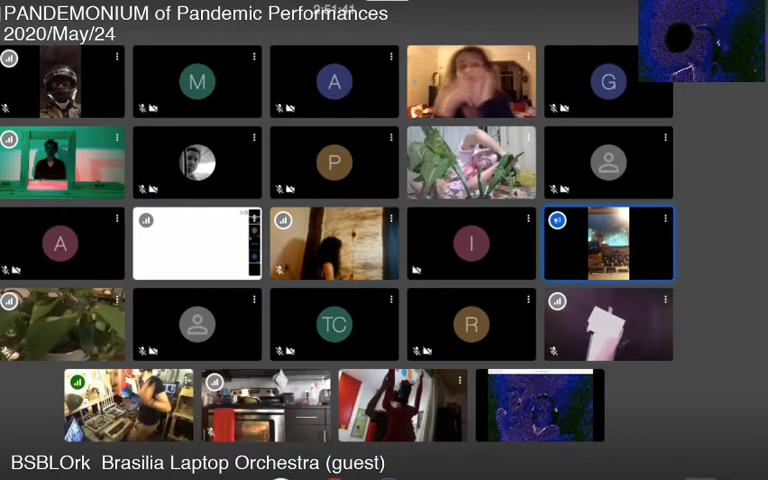 PANDEMONIUM of Pandemic Performances
2020/May/24
M
A
G
P
A
I
TC
R
BSBLOrk Brasilia Laptop Orchestra (guest)